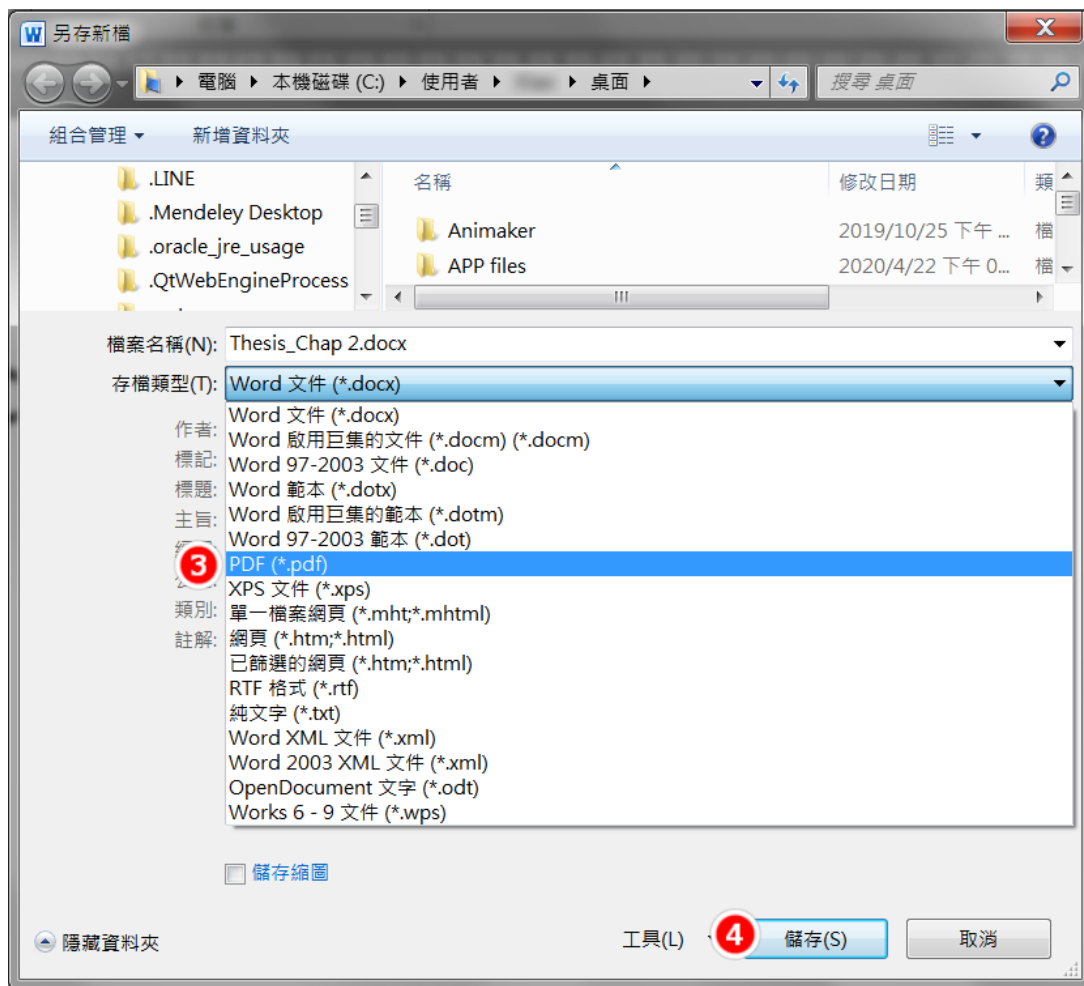 另存新檔
電腦 本機磁碟 (C:) 使用者 桌面 搜尋 桌面
組合管理 新增資料夾
.LINE
.Mendeley Desktop
.oracle_jre_usage
.QtWebEngineProcess
名稱 修改日期 類
Animaker 2019/10/25 下午 ... 檔
APP files 2020/4/22 下午 0... 檔
檔案名稱(N): Thesis_Chap 2.docx
存檔類型(T): Word 文件 (*.docx)
作者:
標記:
標題:
主旨:
類別:
註解:
Word 文件 (*.docx)
Word 啟用巨集的文件 (*.docm) (*.docm)
Word 97-2003 文件 (*.doc)
Word 範本 (*.dotx)
Word 啟用巨集的範本 (*.dotm)
Word 97-2003 範本 (*.dot)
3 PDF (*.pdf)
XPS 文件 (*.xps)
單一檔案網頁 (*.mht;*.mhtml)
網頁 (*.htm;*.html)
已篩選的網頁 (*.htm;*.html)
RTF 格式 (*.rtf)
純文字 (*.txt)
Word XML 文件 (*.xml)
Word 2003 XML 文件 (*.xml)
OpenDocument 文字 (*.odt)
Works 6 - 9 文件 (*.wps)
儲存縮圖
隱藏資料夾 工具(L) 4 儲存(S) 取消